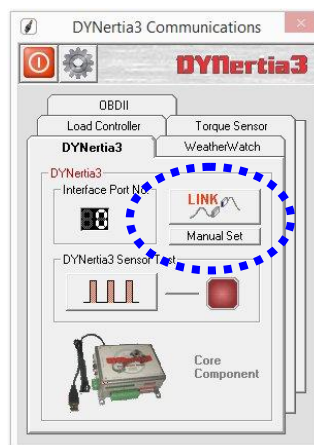 DYNertia3 Communications
DYNertia3
OBDII
Load Controller
Torque Sensor
DYNertia3
WeatherWatch
DYNertia3
Interface Port No.
LINK
Manual Set
DYNertia3 Sensor Test
Core
Component